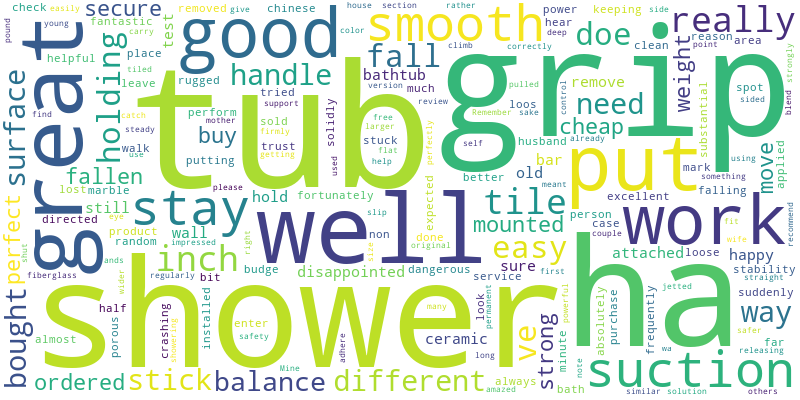 check
easily
fantastic
carry
young
helpful
pound
secure
removed
give
chinese
test
place
rugged
good
house
section
rather
side
color
climb
correctly
deep
smooth
fall
doe
power
hear
keeping
reason
area
clean
point
really
weight
great
surface
holding
handle
bathtub
version
much
pulled
tub
grip
tried
support
remove
need
cheap
spot
sided
strongly
blend
control
find
tiled
leave
catch
steady
use
walk
mother
perform
buy
putting
sold
firmly
getting
solidly
trust
used
review
stuck
free
larger
flat
help
loos
Remember
sake
perfectly
husband
already
self
substantial
using
something
mark
move
applied
put
fallen
lost
marble
directed
still
random
perfect
eye
shut
product
stay
wall
impressed
inch
please
hold
fortunately
well
right
slip
non
size
expected
done
original
bar
better
old
meant
tile
mounted
easy
sure
first
excellent
falling
person
case
couple
work
attached
loose
fit
wife
happy
stability
straight
recommend
way
bought
fiberglass
ands
wider
regularly
bit
budge
disappointed
dangerous
service
look
permanent
shower
half
almost
porous
crashing
showering
installed
enter
safety
Mine
many
adhere
ceramic
long
powerful
ve
strong
minute
note
ha
absolutely
purchase
frequently
jetted
suddenly
safer
far
releasing
suction
wa
similar
solution
others
ordered
stick
balance
different
always
amazed
bath